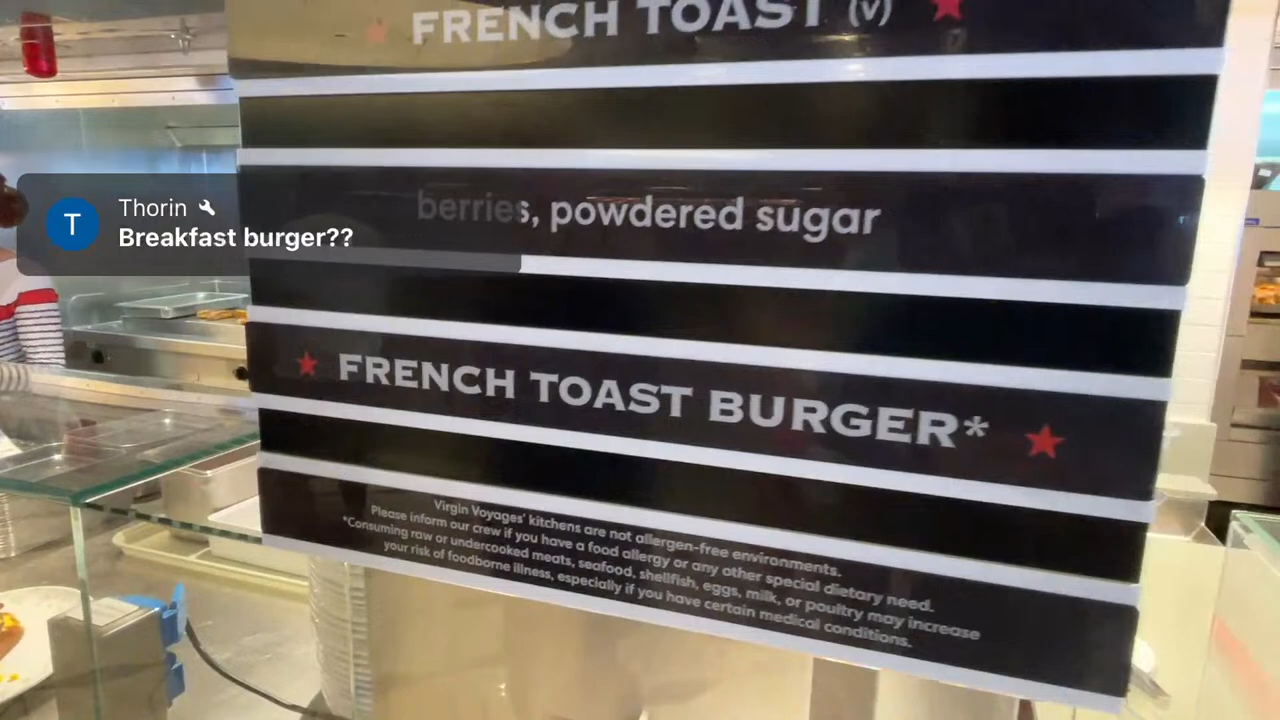 FRENCH TOAST (v)
berries, powdered sugar
T
Thorin
Breakfast burger??
FRENCH TOAST BURGER*
Virgin Voyages' kitchens are not allergen-free environments.
Please inform our crew if you have a food allergy or any other special dietary need.
*Consuming raw or undercooked meats, seafood, shellfish, eggs, milk, or poultry may increase
your risk of foodborne illness, especially if you have certain medical conditions.